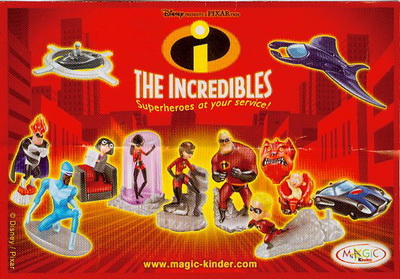 Disney PRESENTS A PIXAR FILM
i
THE INCREDIBLES
Superheroes at your service!
© Disney / Pixar
www.magic-kinder.com
MAGIC
Kinder